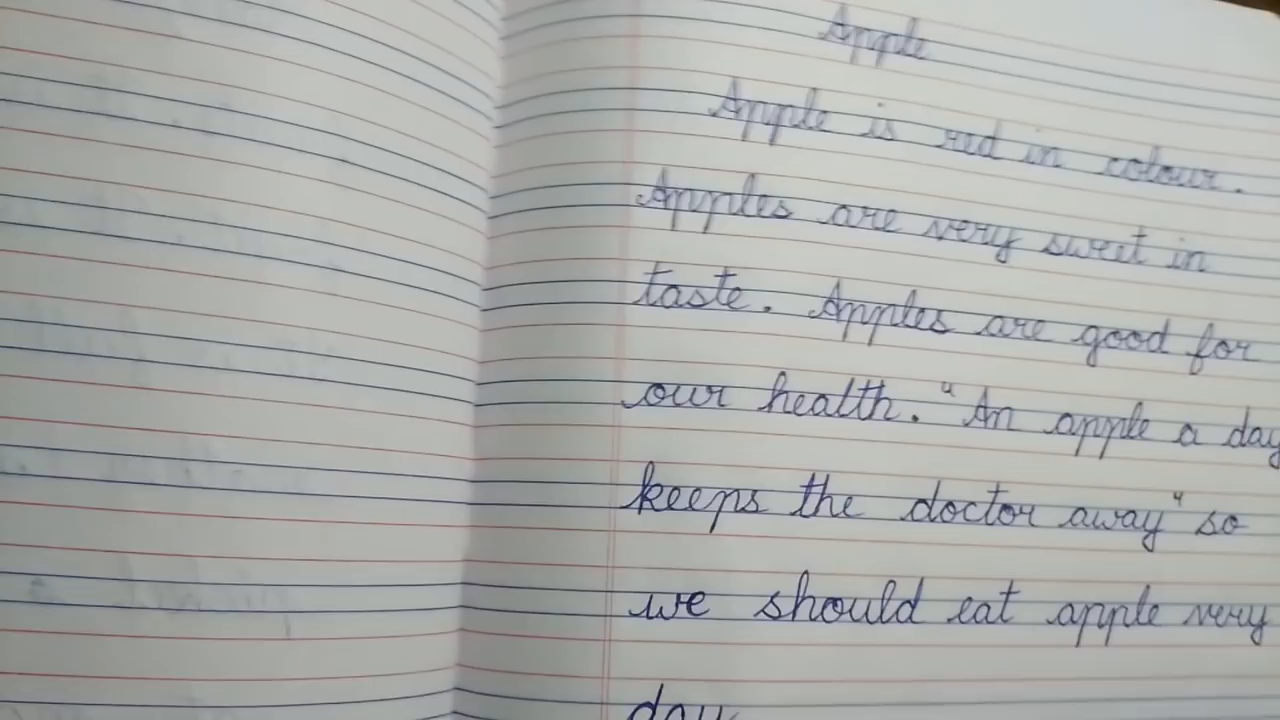 Apple
Apple is red in colour.
Apples are very sweet in
taste. Apples are good for
our health. "An apple a day
keeps the doctor away" so
we should eat apple very
day